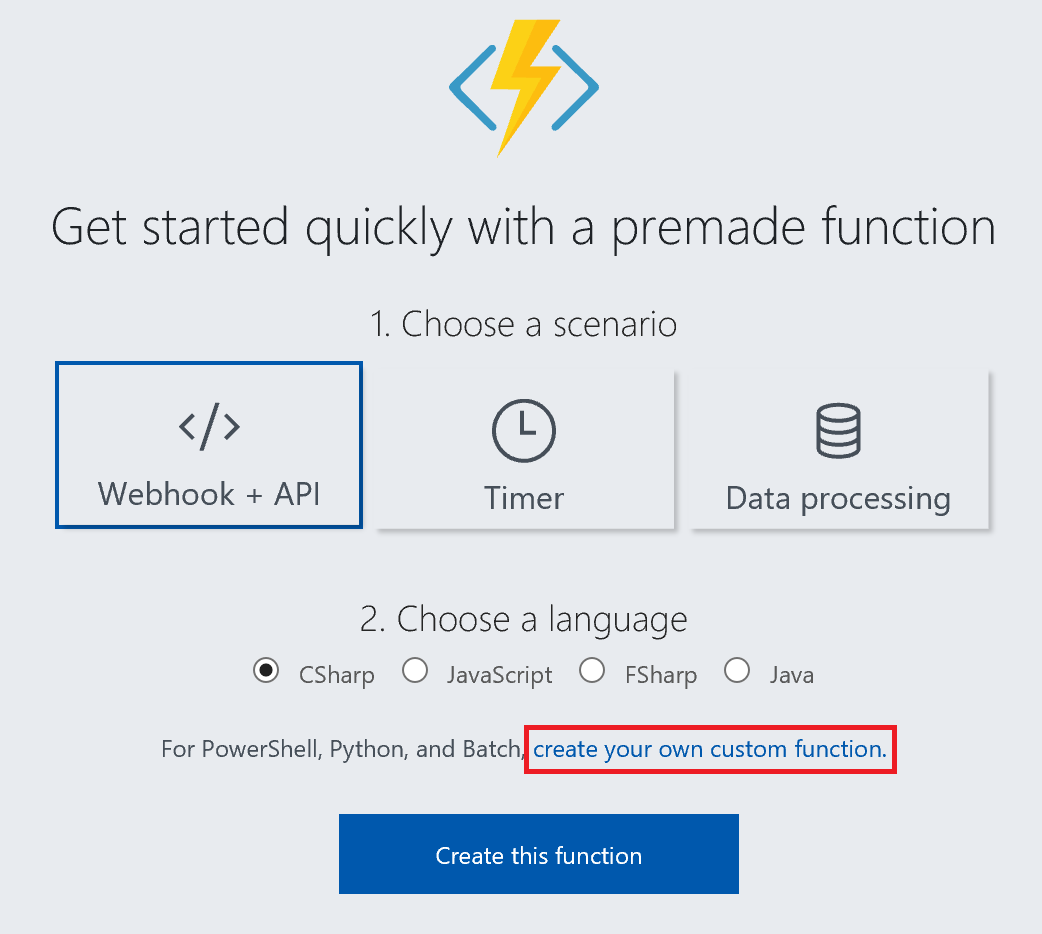 Get started quickly with a premade function
1. Choose a scenario
Webhook + API
Timer
Data processing
2. Choose a language
CSharp JavaScript FSharp Java
For PowerShell, Python, and Batch, create your own custom function.
Create this function